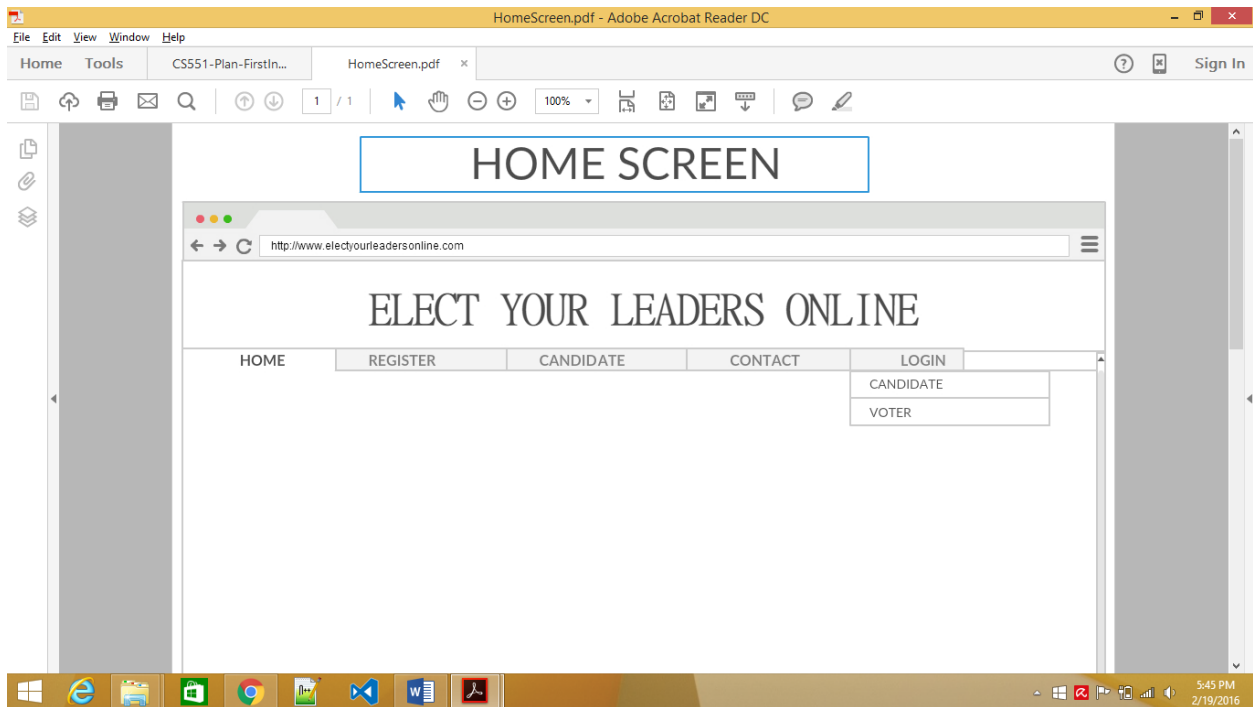 HomeScreen.pdf - Adobe Acrobat Reader DC
File Edit View Window Help
Home Tools CS551-Plan-FirstIn... HomeScreen.pdf × Sign In
1 / 1 100%
HOME SCREEN
http://www.electyourleadersonline.com
ELECT YOUR LEADERS ONLINE
HOME REGISTER CANDIDATE CONTACT LOGIN
CANDIDATE
VOTER
5:45 PM
2/19/2016